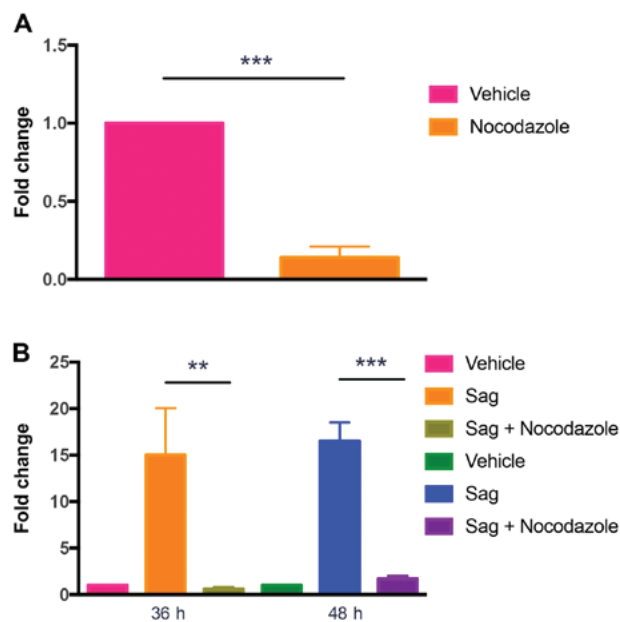 A
1.5
***
Vehicle
Nocodazole
1.0
Fold change
0.5
0.0
B
25
**
***
Vehicle
20
Sag
Sag + Nocodazole
15
Vehicle
Fold change
10
Sag
Sag + Nocodazole
5
0
36 h
48 h